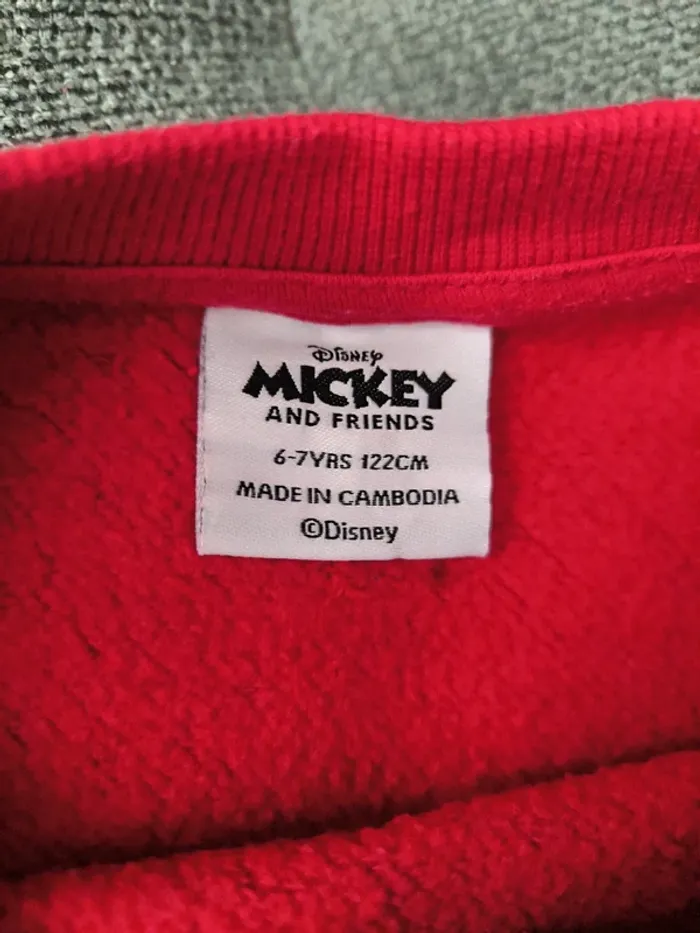 Disney
MICKEY
AND FRIENDS
6-7YRS 122CM
MADE IN CAMBODIA
©Disney